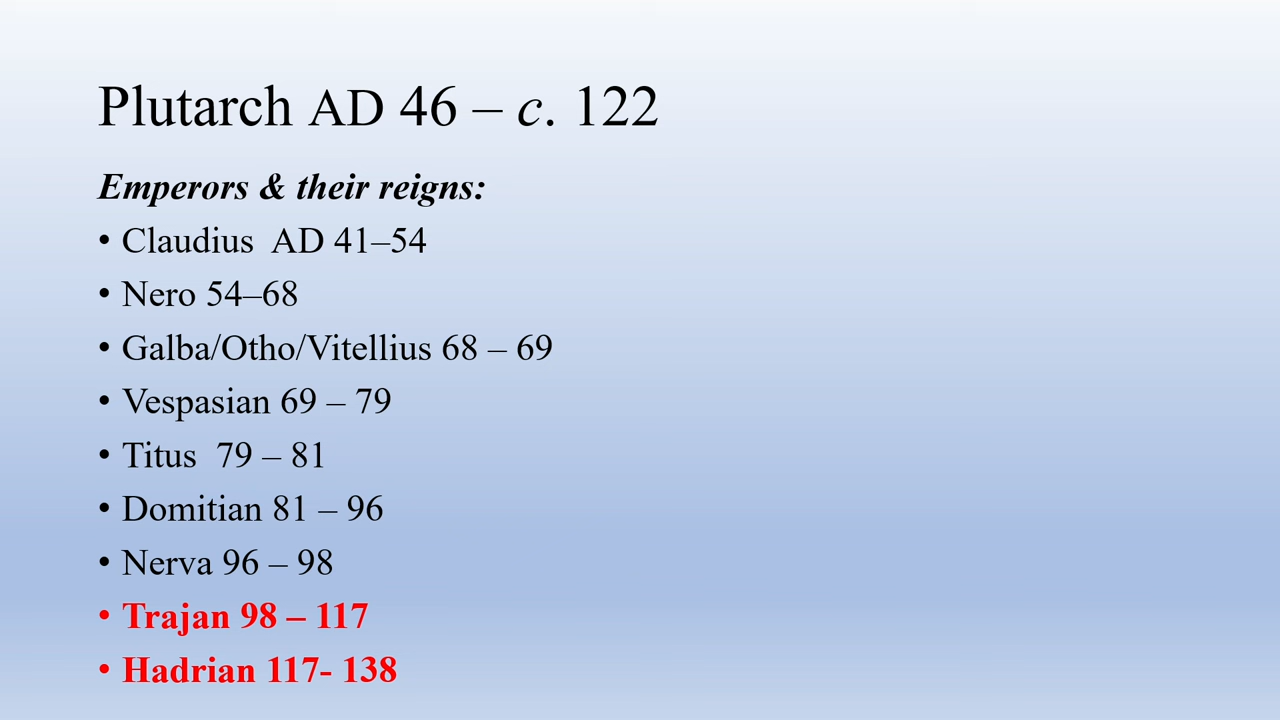 Plutarch AD 46 – c. 122
Emperors & their reigns:
• Claudius  AD 41–54
• Nero 54–68
• Galba/Otho/Vitellius 68 – 69
• Vespasian 69 – 79
• Titus  79 – 81
• Domitian 81 – 96
• Nerva 96 – 98
• Trajan 98 – 117
• Hadrian 117- 138